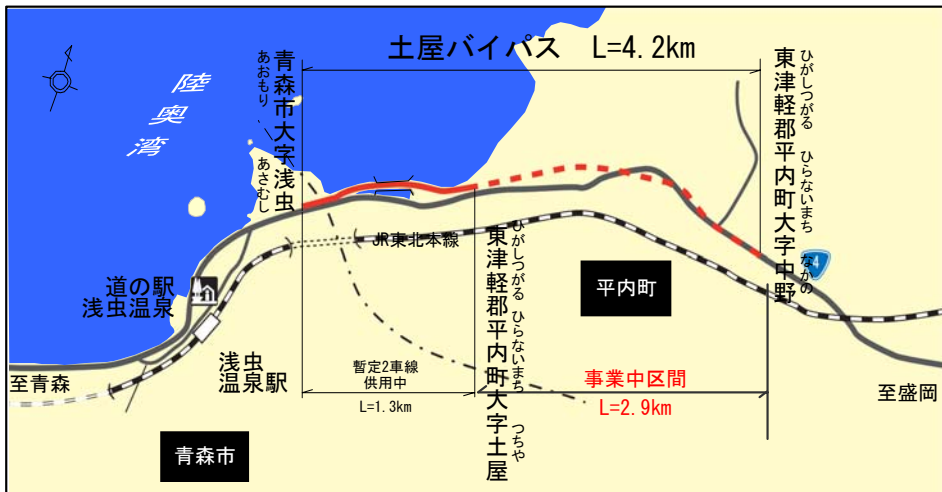 土屋バイパス L=4.2km
陸奥湾
青森市大字浅虫
あおもり
あさむし
東津軽郡平内町大字中野
ひがしつがる
ひらないまち
なかの
4
JR東北本線
東津軽郡平内町大字土屋
ひがしつがる
ひらないまち
つちや
平内町
道の駅
浅虫温泉
浅虫
温泉駅
暫定2車線
供用中
L=1.3km
事業中区間
L=2.9km
至青森
至盛岡
青森市